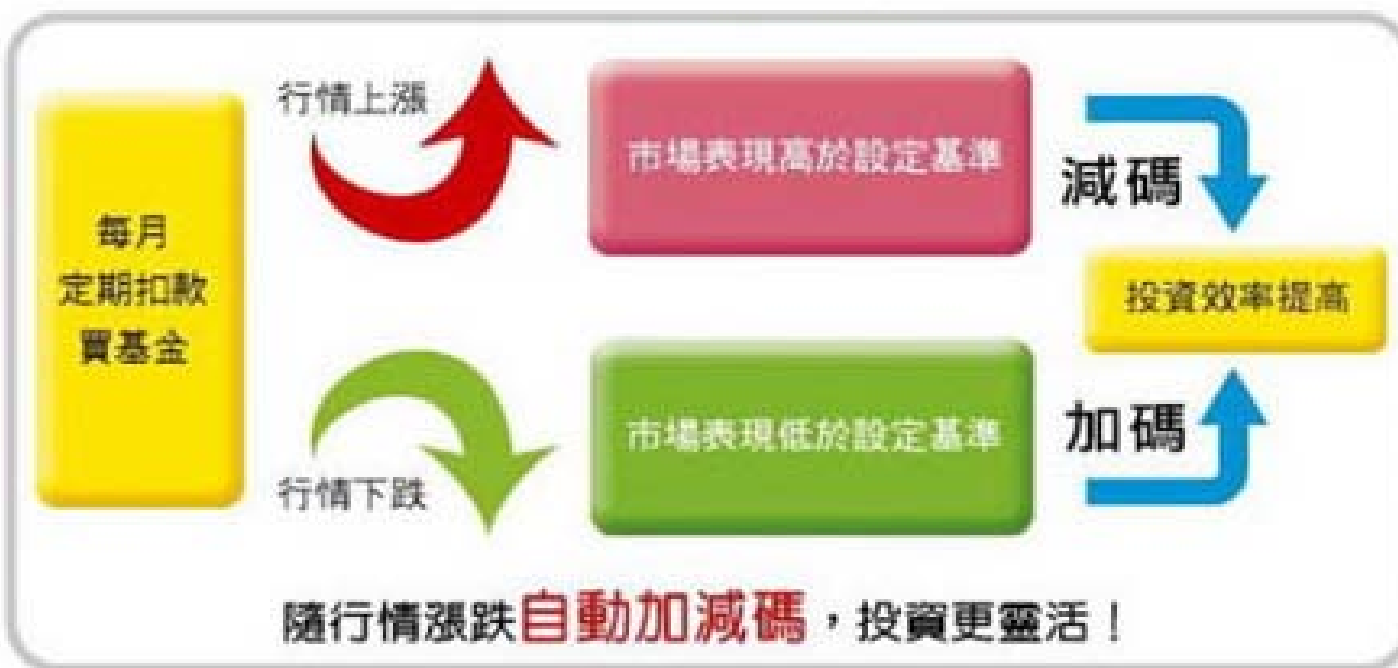 每月
定期扣款
買基金
行情上漲
市場表現高於設定基準
減碼
投資效率提高
行情下跌
市場表現低於設定基準
加碼
隨行情漲跌自動加減碼，投資更靈活！